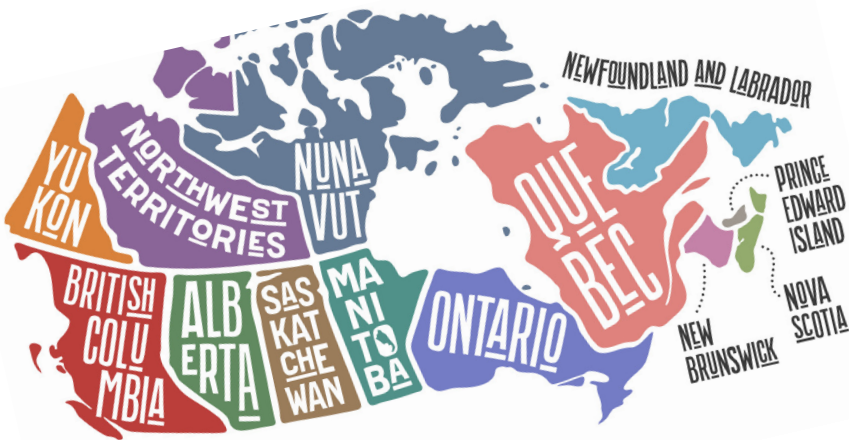 YU
KON
NORTHWEST
TERRITORIES
NUNA
VUT
BRITISH
COLU
MBIA
ALB
ERTA
SAS
KAT
CHE
WAN
MA
NI
TO
BA
ONTARIO
QUE
BEC
NEWFOUNDLAND AND LABRADOR
PRINCE
EDWARD
ISLAND
NOVA
SCOTIA
NEW
BRUNSWICK